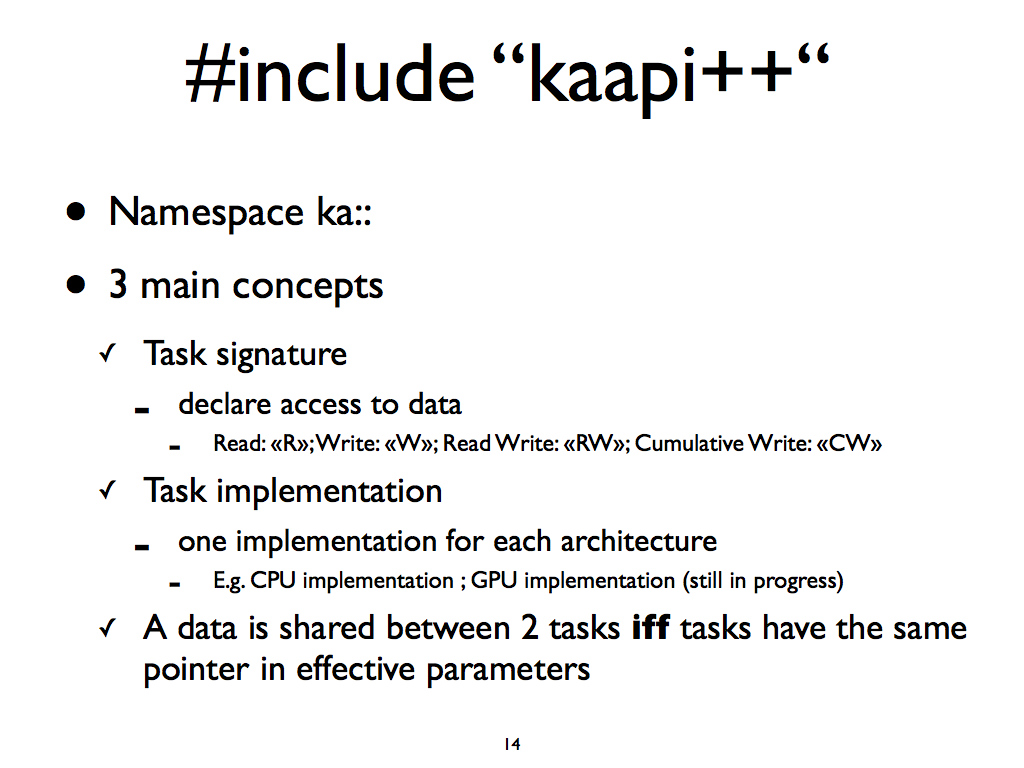 #include “kaapi++“
• Namespace ka::
• 3 main concepts
✓ Task signature
- declare access to data
- Read: «R»; Write: «W»; Read Write: «RW»; Cumulative Write: «CW»
✓ Task implementation
- one implementation for each architecture
- E.g. CPU implementation ; GPU implementation (still in progress)
✓ A data is shared between 2 tasks iff tasks have the same
pointer in effective parameters
14